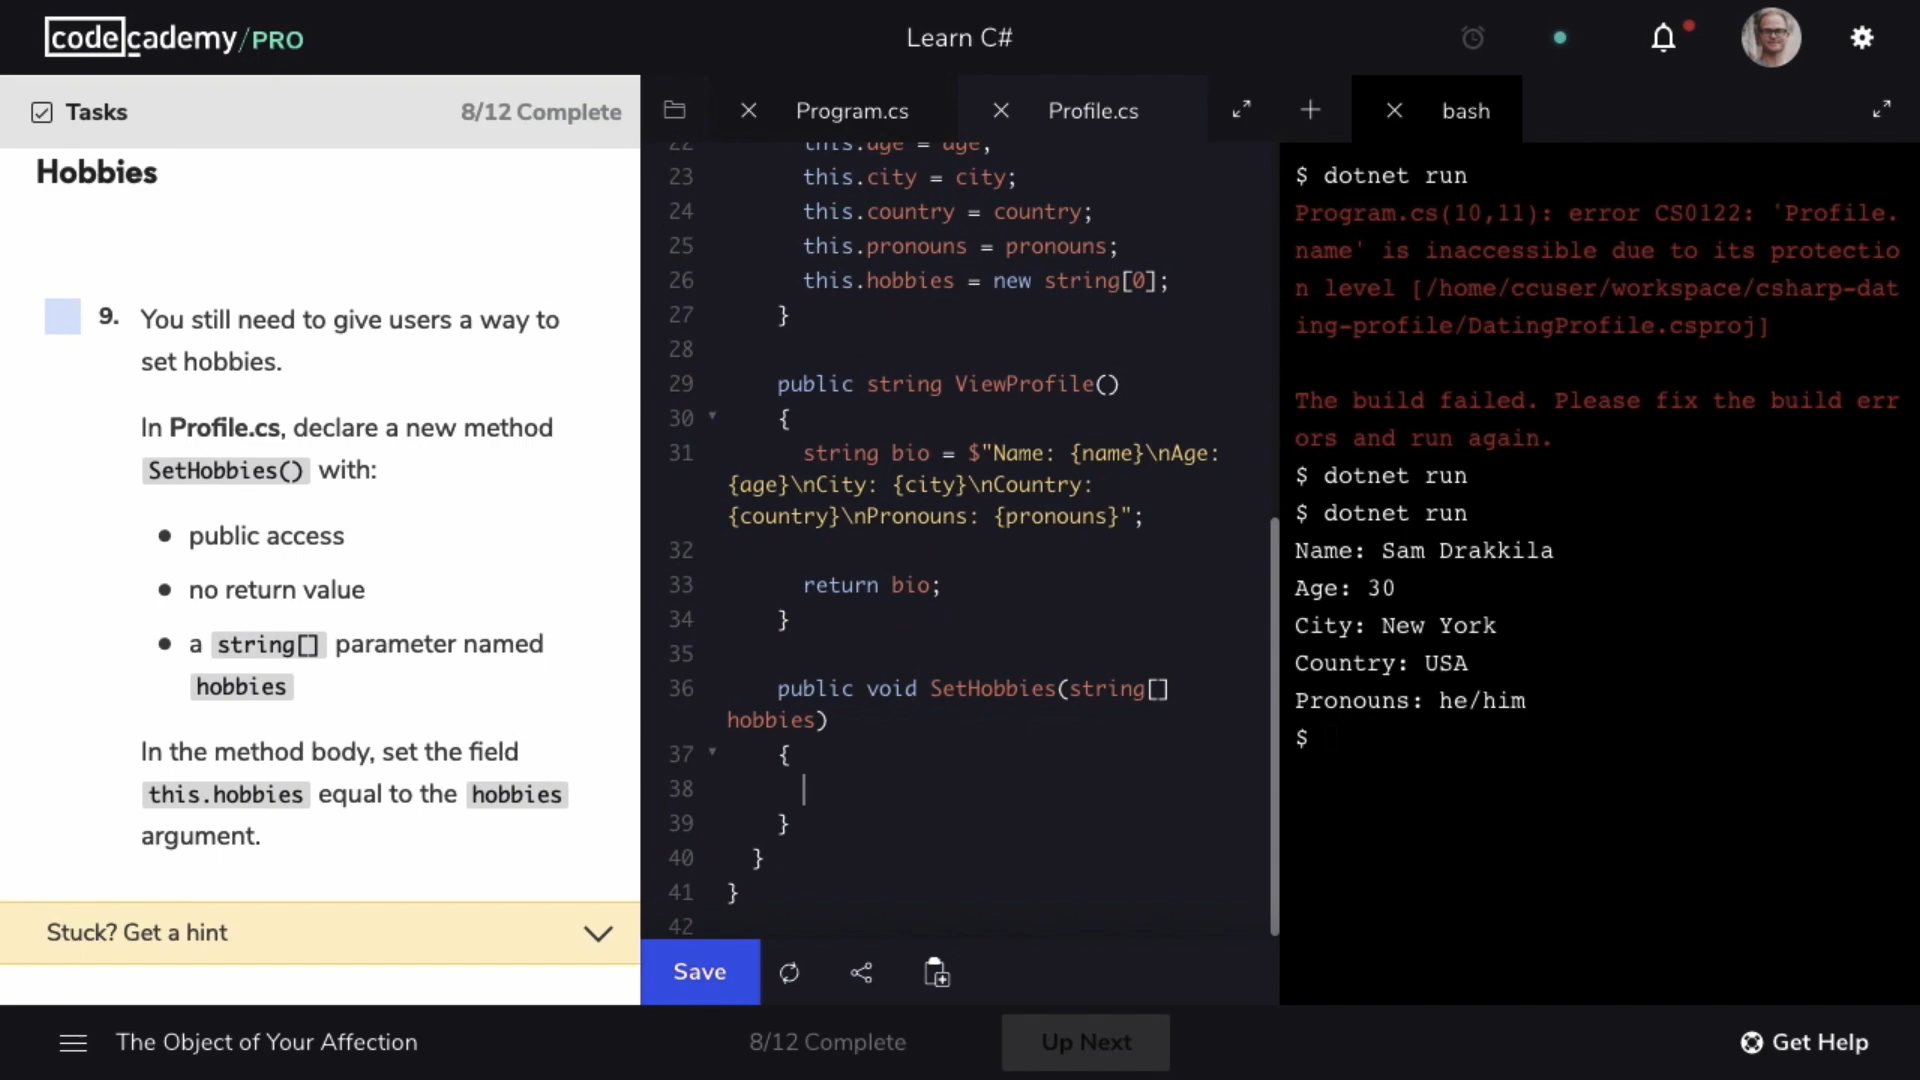 codecademy/PRO
Learn C#
Tasks
8/12 Complete
Hobbies
9. You still need to give users a way to
set hobbies.
In Profile.cs, declare a new method
SetHobbies() with:
• public access
• no return value
• a string[] parameter named
hobbies
In the method body, set the field
this.hobbies equal to the hobbies
argument.
Stuck? Get a hint
Program.cs
Profile.cs
22 this.age = age;
23 this.city = city;
24 this.country = country;
25 this.pronouns = pronouns;
26 this.hobbies = new string[0];
27 }
28
29 public string ViewProfile()
30 {
31 string bio = $"Name: {name}\nAge:
{age}\nCity: {city}\nCountry:
{country}\nPronouns: {pronouns}";
32
33 return bio;
34 }
35
36 public void SetHobbies(string[]
hobbies)
37 {
38
39 }
40 }
41 }
42
Save
bash
$ dotnet run
Program.cs(10,11): error CS0122: 'Profile.
name' is inaccessible due to its protectio
n level [/home/ccuser/workspace/csharp-dat
ing-profile/DatingProfile.csproj]
The build failed. Please fix the build err
ors and run again.
$ dotnet run
$ dotnet run
Name: Sam Drakkila
Age: 30
City: New York
Country: USA
Pronouns: he/him
$
The Object of Your Affection
8/12 Complete
Up Next
Get Help